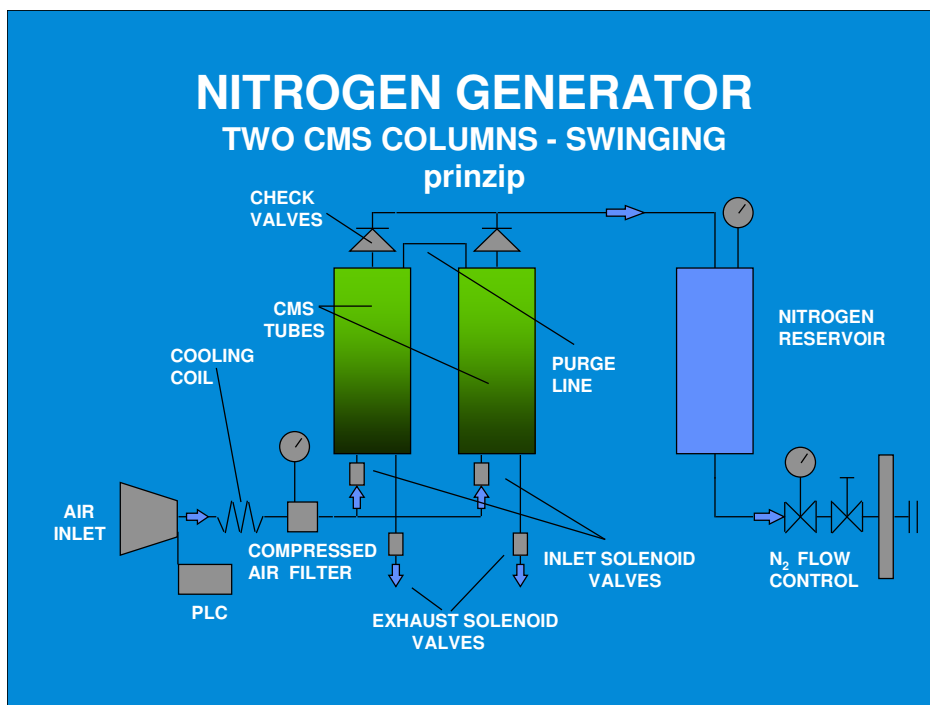 NITROGEN GENERATOR
TWO CMS COLUMNS - SWINGING
prinzip
CHECK
VALVES
CMS
TUBES
COOLING
COIL
PURGE
LINE
NITROGEN
RESERVOIR
AIR
INLET
COMPRESSED
AIR FILTER
PLC
INLET SOLENOID
VALVES
EXHAUST SOLENOID
VALVES
N₂ FLOW
CONTROL